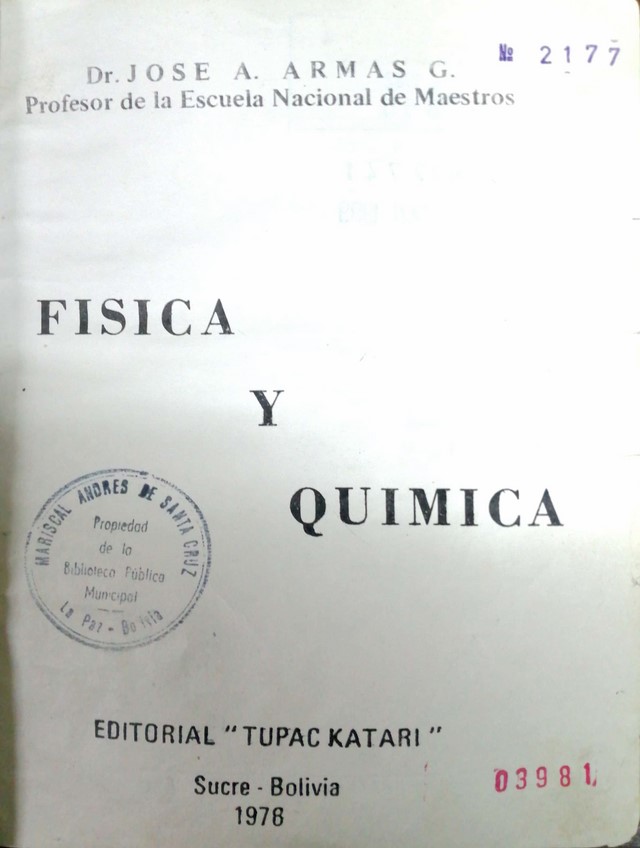 Nº 2177
Dr. JOSE A. ARMAS G.
Profesor de la Escuela Nacional de Maestros
FISICA
Y
QUIMICA
MARISCAL ANDRES DE SANTA CRUZ
Propiedad
de la
Biblioteca Pública
Municipal
La Paz - Bolivia
EDITORIAL "TUPAC KATARI"
Sucre - Bolivia
1978
03981